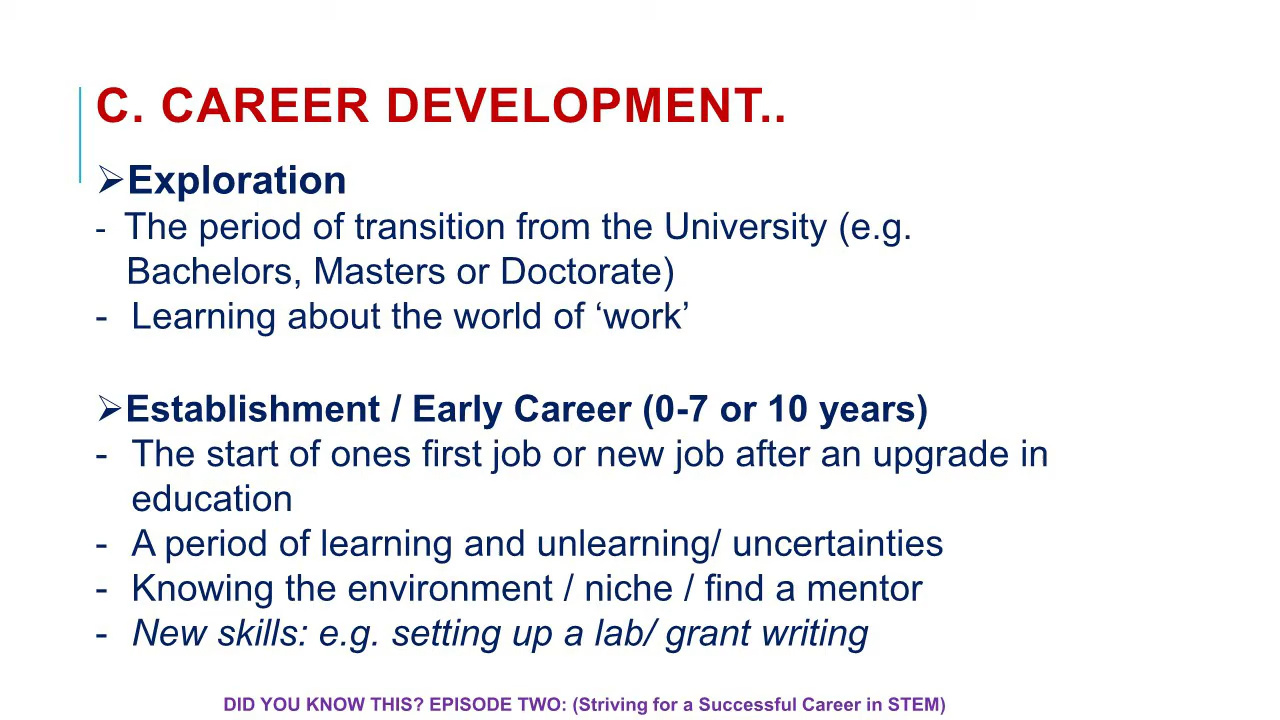 C. CAREER DEVELOPMENT..
➢Exploration
- The period of transition from the University (e.g.
Bachelors, Masters or Doctorate)
- Learning about the world of ‘work’
➢Establishment / Early Career (0-7 or 10 years)
- The start of ones first job or new job after an upgrade in
education
- A period of learning and unlearning/ uncertainties
- Knowing the environment / niche / find a mentor
- New skills: e.g. setting up a lab/ grant writing
DID YOU KNOW THIS? EPISODE TWO: (Striving for a Successful Career in STEM)